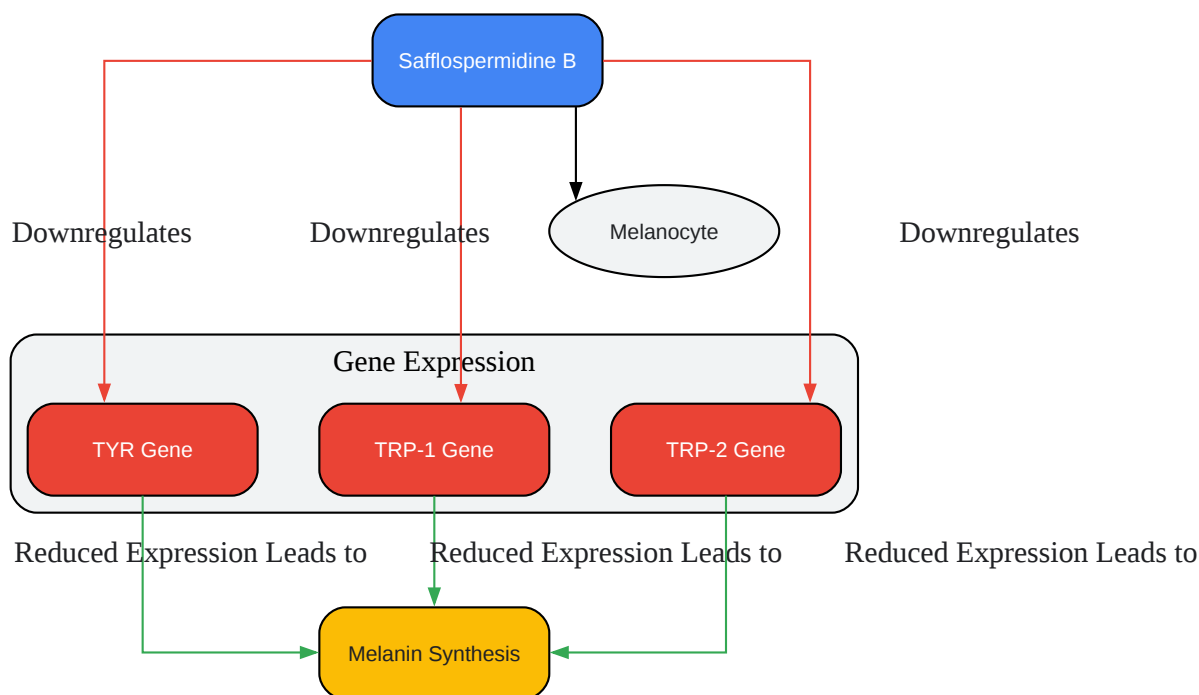 Safflospermidine B
Downregulates
Downregulates
Melanocyte
Downregulates
Gene Expression
TYR Gene
TRP-1 Gene
TRP-2 Gene
Reduced Expression Leads to
Reduced Expression Leads to
Reduced Expression Leads to
Melanin Synthesis